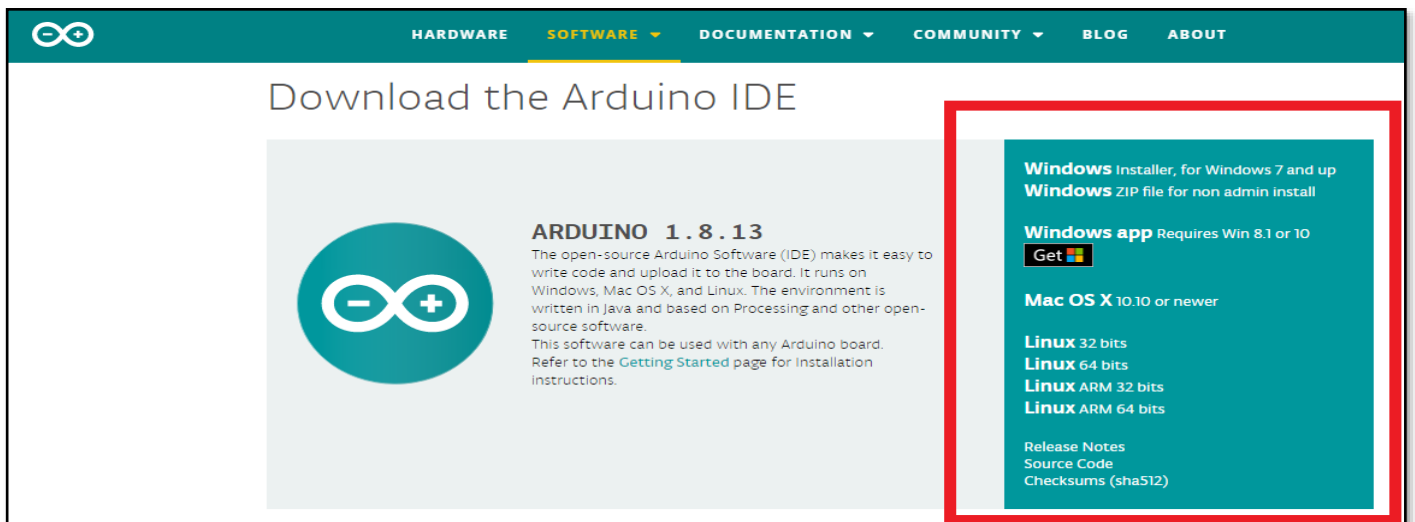 HARDWARE SOFTWARE DOCUMENTATION COMMUNITY BLOG ABOUT
Download the Arduino IDE
ARDUINO 1.8.13
The open-source Arduino Software (IDE) makes it easy to
write code and upload it to the board. It runs on
Windows, Mac OS X, and Linux. The environment is
written in Java and based on Processing and other open-
source software.
This software can be used with any Arduino board.
Refer to the Getting Started page for Installation
instructions.
Windows Installer, for Windows 7 and up
Windows ZIP file for non admin install
Windows app Requires Win 8.1 or 10
Get
Mac OS X 10.10 or newer
Linux 32 bits
Linux 64 bits
Linux ARM 32 bits
Linux ARM 64 bits
Release Notes
Source Code
Checksums (sha512)